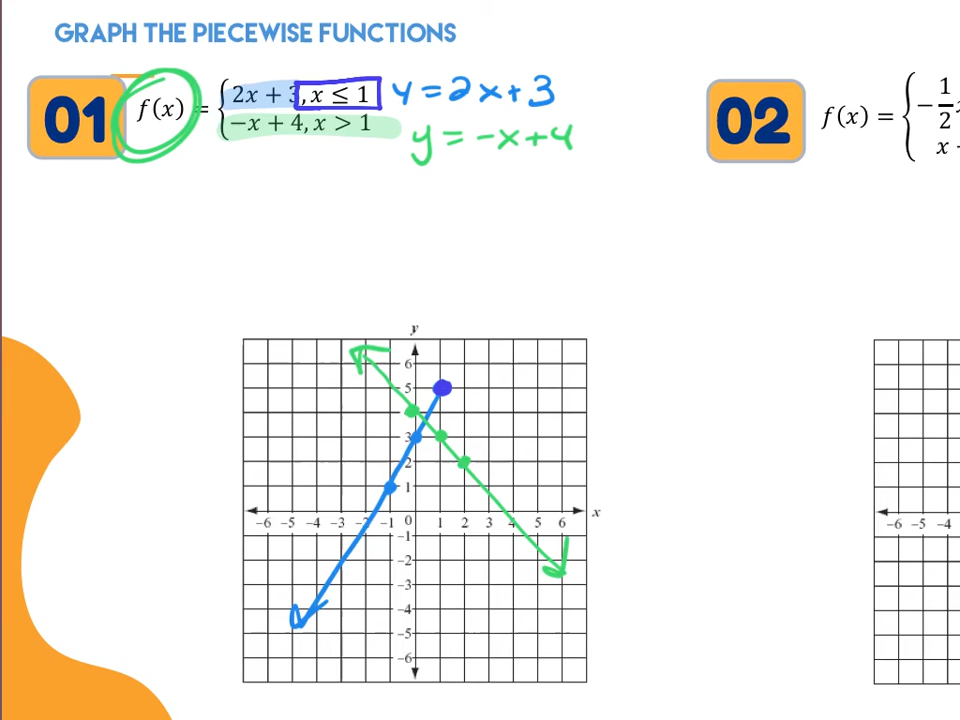 GRAPH THE PIECEWISE FUNCTIONS
01 f(x) = { 2x + 3, x ≤ 1 y = 2x + 3
−x + 4, x > 1 y = −x + 4
02 f(x) = { −1/2
x
y
6
5
3
2
1
−6 −5 −4 −3 −2 −1 0 1 2 3 4 5 6 x
−1
−2
−3
−4
−5
−6
−6 −5 −4